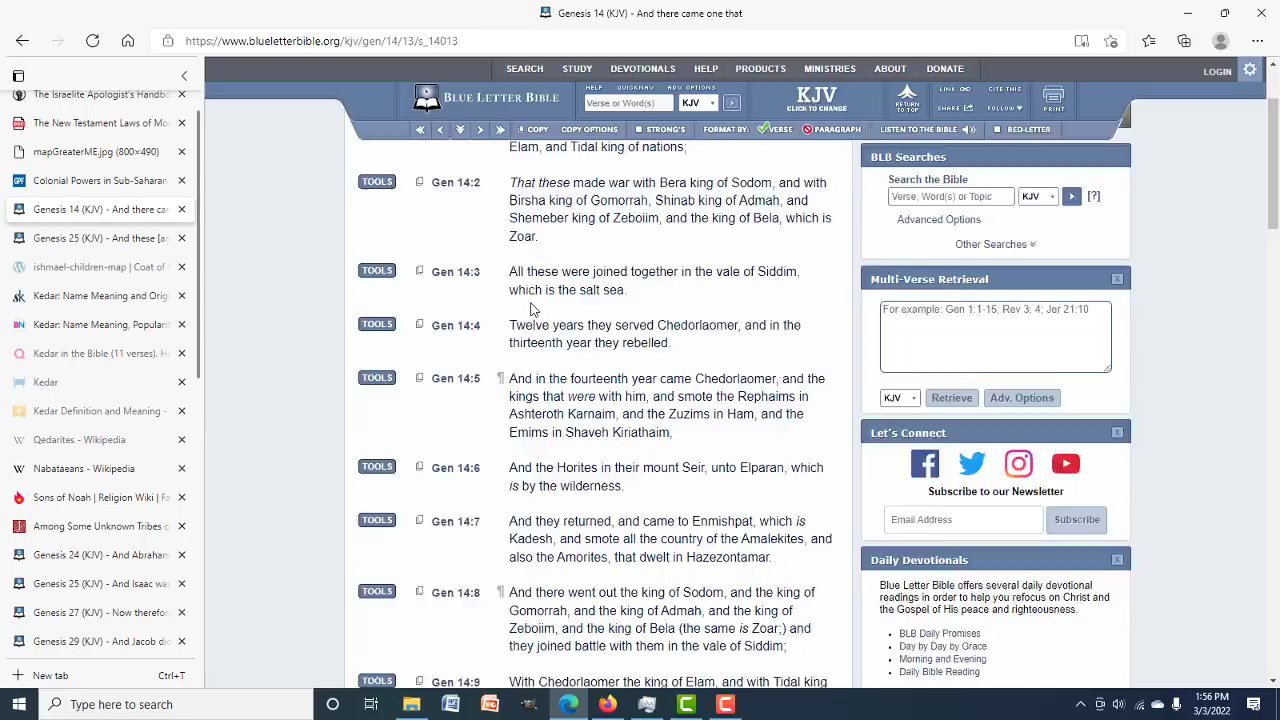 Genesis 14 (KJV) - And there came one that
https://www.blueletterbible.org/kjv/gen/14/13/s_14013
The Israelite Apologist's Handb
The New Testament Laws of Mo
mapGreaterME.jpg (800x490)
Colonial Powers in Sub-Saharan
Genesis 14 (KJV) - And there ca
Genesis 25 (KJV) - And these [a
ishmael-children-map | Coat of
Kedar: Name Meaning and Orig
Kedar: Name Meaning, Popularit
Kedar in the Bible (11 verses). H
Kedar
Kedar Definition and Meaning -
Qedarites - Wikipedia
Nabataeans - Wikipedia
Sons of Noah | Religion Wiki | Fa
Among Some Unknown Tribes o
Genesis 24 (KJV) - And Abraham
Genesis 25 (KJV) - And Isaac wa
Genesis 27 (KJV) - Now therefor
Genesis 29 (KJV) - And Jacob di
New tab Ctrl+T
SEARCH STUDY DEVOTIONALS HELP PRODUCTS MINISTRIES ABOUT DONATE
LOGIN
BLUE LETTER BIBLE
HELP QUICKNAV ADV. OPTIONS
Verse or Word(s) KJV
KJV
CLICK TO CHANGE
RETURN TO TOP
LINK CITE THIS
SHARE FOLLOW
PRINT
COPY COPY OPTIONS STRONG'S FORMAT BY: VERSE PARAGRAPH LISTEN TO THE BIBLE RED-LETTER
Elam, and Tidal king of nations;
TOOLS Gen 14:2 That these made war with Bera king of Sodom, and with
Birsha king of Gomorrah, Shinab king of Admah, and
Shemeber king of Zeboiim, and the king of Bela, which is
Zoar.
TOOLS Gen 14:3 All these were joined together in the vale of Siddim,
which is the salt sea.
TOOLS Gen 14:4 Twelve years they served Chedorlaomer, and in the
thirteenth year they rebelled.
TOOLS Gen 14:5 ¶ And in the fourteenth year came Chedorlaomer, and the
kings that were with him, and smote the Rephaims in
Ashteroth Karnaim, and the Zuzims in Ham, and the
Emims in Shaveh Kiriathaim,
TOOLS Gen 14:6 And the Horites in their mount Seir, unto Elparan, which
is by the wilderness.
TOOLS Gen 14:7 And they returned, and came to Enmishpat, which is
Kadesh, and smote all the country of the Amalekites, and
also the Amorites, that dwelt in Hazezontamar.
TOOLS Gen 14:8 ¶ And there went out the king of Sodom, and the king of
Gomorrah, and the king of Admah, and the king of
Zeboiim, and the king of Bela (the same is Zoar;) and
they joined battle with them in the vale of Siddim;
TOOLS Gen 14:9 With Chedorlaomer the king of Elam, and with Tidal king
BLB Searches
Search the Bible
Verse, Word(s) or Topic KJV [?]
Advanced Options
Other Searches
Multi-Verse Retrieval
For example: Gen 1:1-15; Rev 3; 4; Jer 21:10
KJV Retrieve Adv. Options
Let's Connect
Subscribe to our Newsletter
Email Address Subscribe
Daily Devotionals
Blue Letter Bible offers several daily devotional
readings in order to help you refocus on Christ and
the Gospel of His peace and righteousness.
BLB Daily Promises
Day by Day by Grace
Morning and Evening
Daily Bible Reading
Type here to search
1:56 PM
3/3/2022